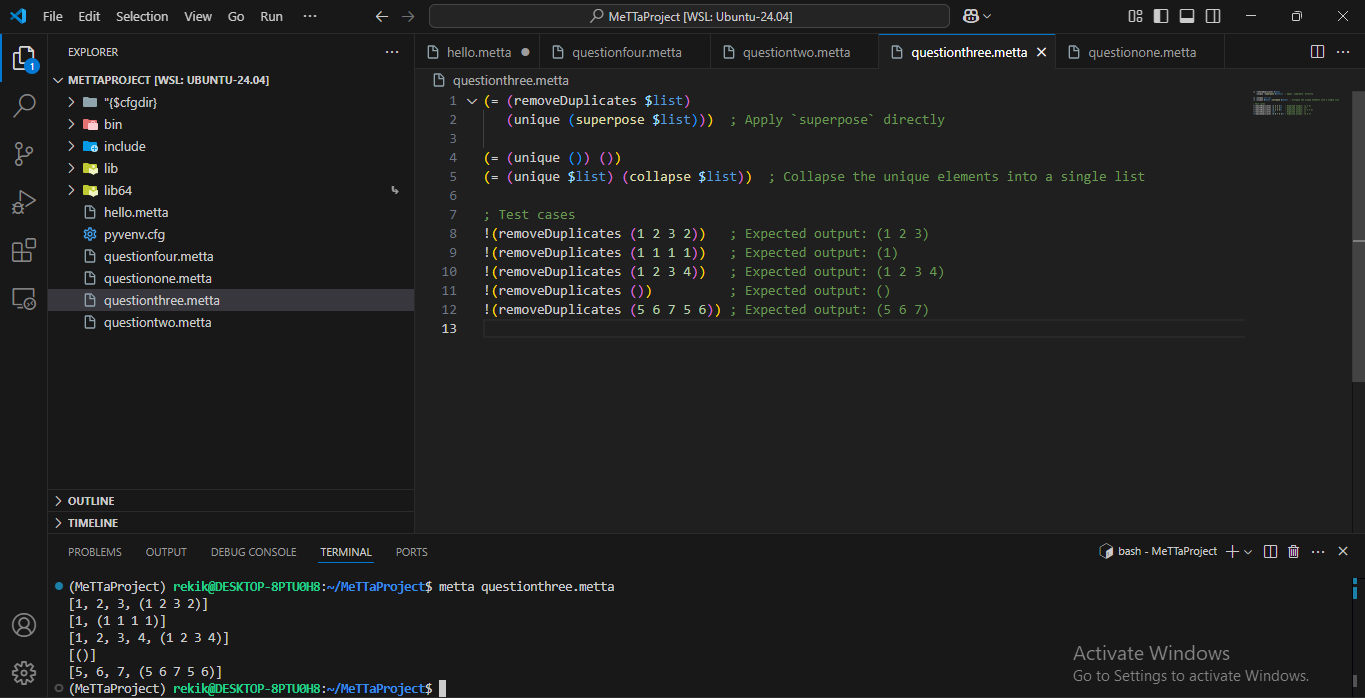 File Edit Selection View Go Run ··· MeTTaProject [WSL: Ubuntu-24.04]
EXPLORER ···
METTAPROJECT [WSL: UBUNTU-24.04]
"{$cfgdir}
bin
include
lib
lib64
hello.metta
pyvenv.cfg
questionfour.metta
questionone.metta
questionthree.metta
questiontwo.metta
OUTLINE
TIMELINE
1
hello.metta questionfour.metta questiontwo.metta questionthree.metta questionone.metta
questionthree.metta
1 (= (removeDuplicates $list)
2 (unique (superpose $list))) ; Apply `superpose` directly
3
4 (= (unique ()) ())
5 (= (unique $list) (collapse $list)) ; Collapse the unique elements into a single list
6
7 ; Test cases
8 !(removeDuplicates (1 2 3 2)) ; Expected output: (1 2 3)
9 !(removeDuplicates (1 1 1 1)) ; Expected output: (1)
10 !(removeDuplicates (1 2 3 4)) ; Expected output: (1 2 3 4)
11 !(removeDuplicates ()) ; Expected output: ()
12 !(removeDuplicates (5 6 7 5 6)) ; Expected output: (5 6 7)
13
PROBLEMS OUTPUT DEBUG CONSOLE TERMINAL PORTS bash - MeTTaProject
(MeTTaProject) rekik@DESKTOP-8PTU0H8:~/MeTTaProject$ metta questionthree.metta
[1, 2, 3, (1 2 3 2)]
[1, (1 1 1 1)]
[1, 2, 3, 4, (1 2 3 4)]
[()]
[5, 6, 7, (5 6 7 5 6)]
(MeTTaProject) rekik@DESKTOP-8PTU0H8:~/MeTTaProject$
Activate Windows
Go to Settings to activate Windows.